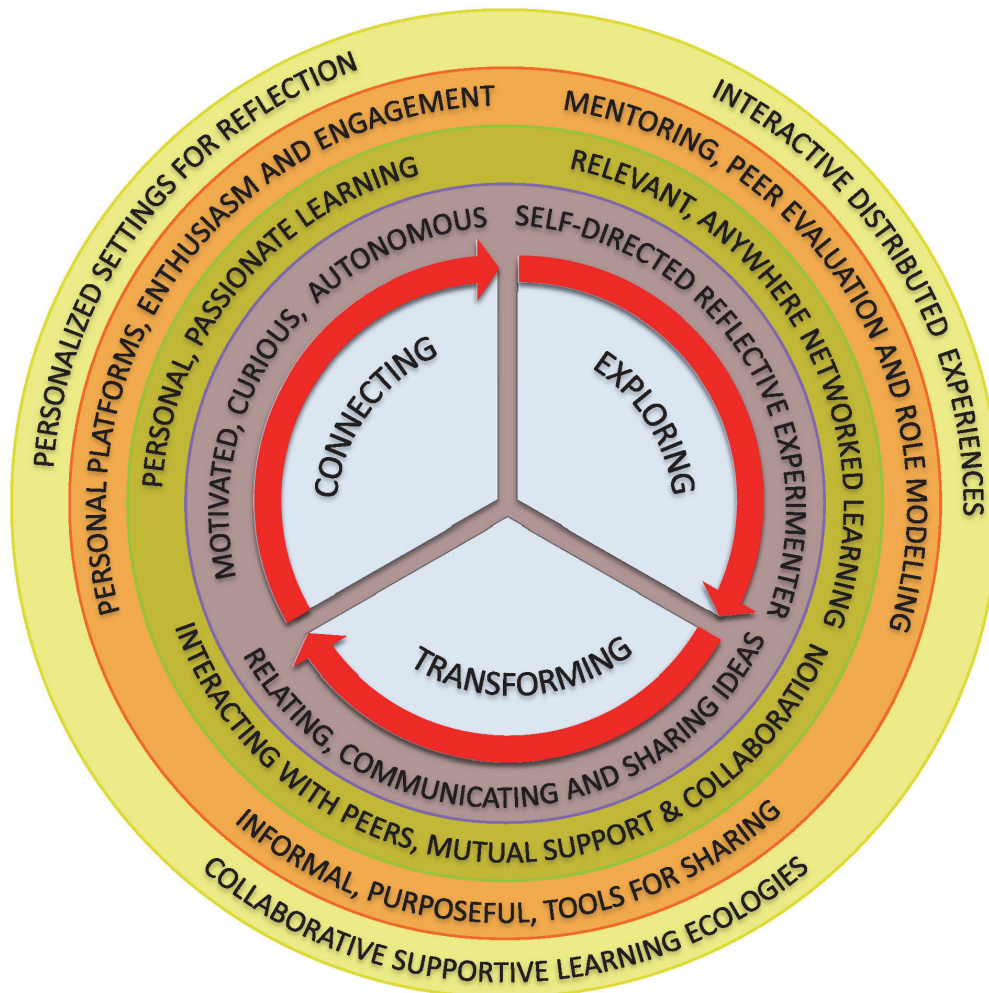 PERSONALIZED SETTINGS FOR REFLECTION
INTERACTIVE DISTRIBUTED EXPERIENCES
COLLABORATIVE SUPPORTIVE LEARNING ECOLOGIES
PERSONAL PLATFORMS, ENTHUSIASM AND ENGAGEMENT
MENTORING, PEER EVALUATION AND ROLE MODELLING
INFORMAL, PURPOSEFUL, TOOLS FOR SHARING
PERSONAL, PASSIONATE LEARNING
RELEVANT, ANYWHERE NETWORKED LEARNING
INTERACTING WITH PEERS, MUTUAL SUPPORT & COLLABORATION
MOTIVATED, CURIOUS, AUTONOMOUS
SELF-DIRECTED REFLECTIVE EXPERIMENTER
RELATING, COMMUNICATING AND SHARING IDEAS
CONNECTING
EXPLORING
TRANSFORMING